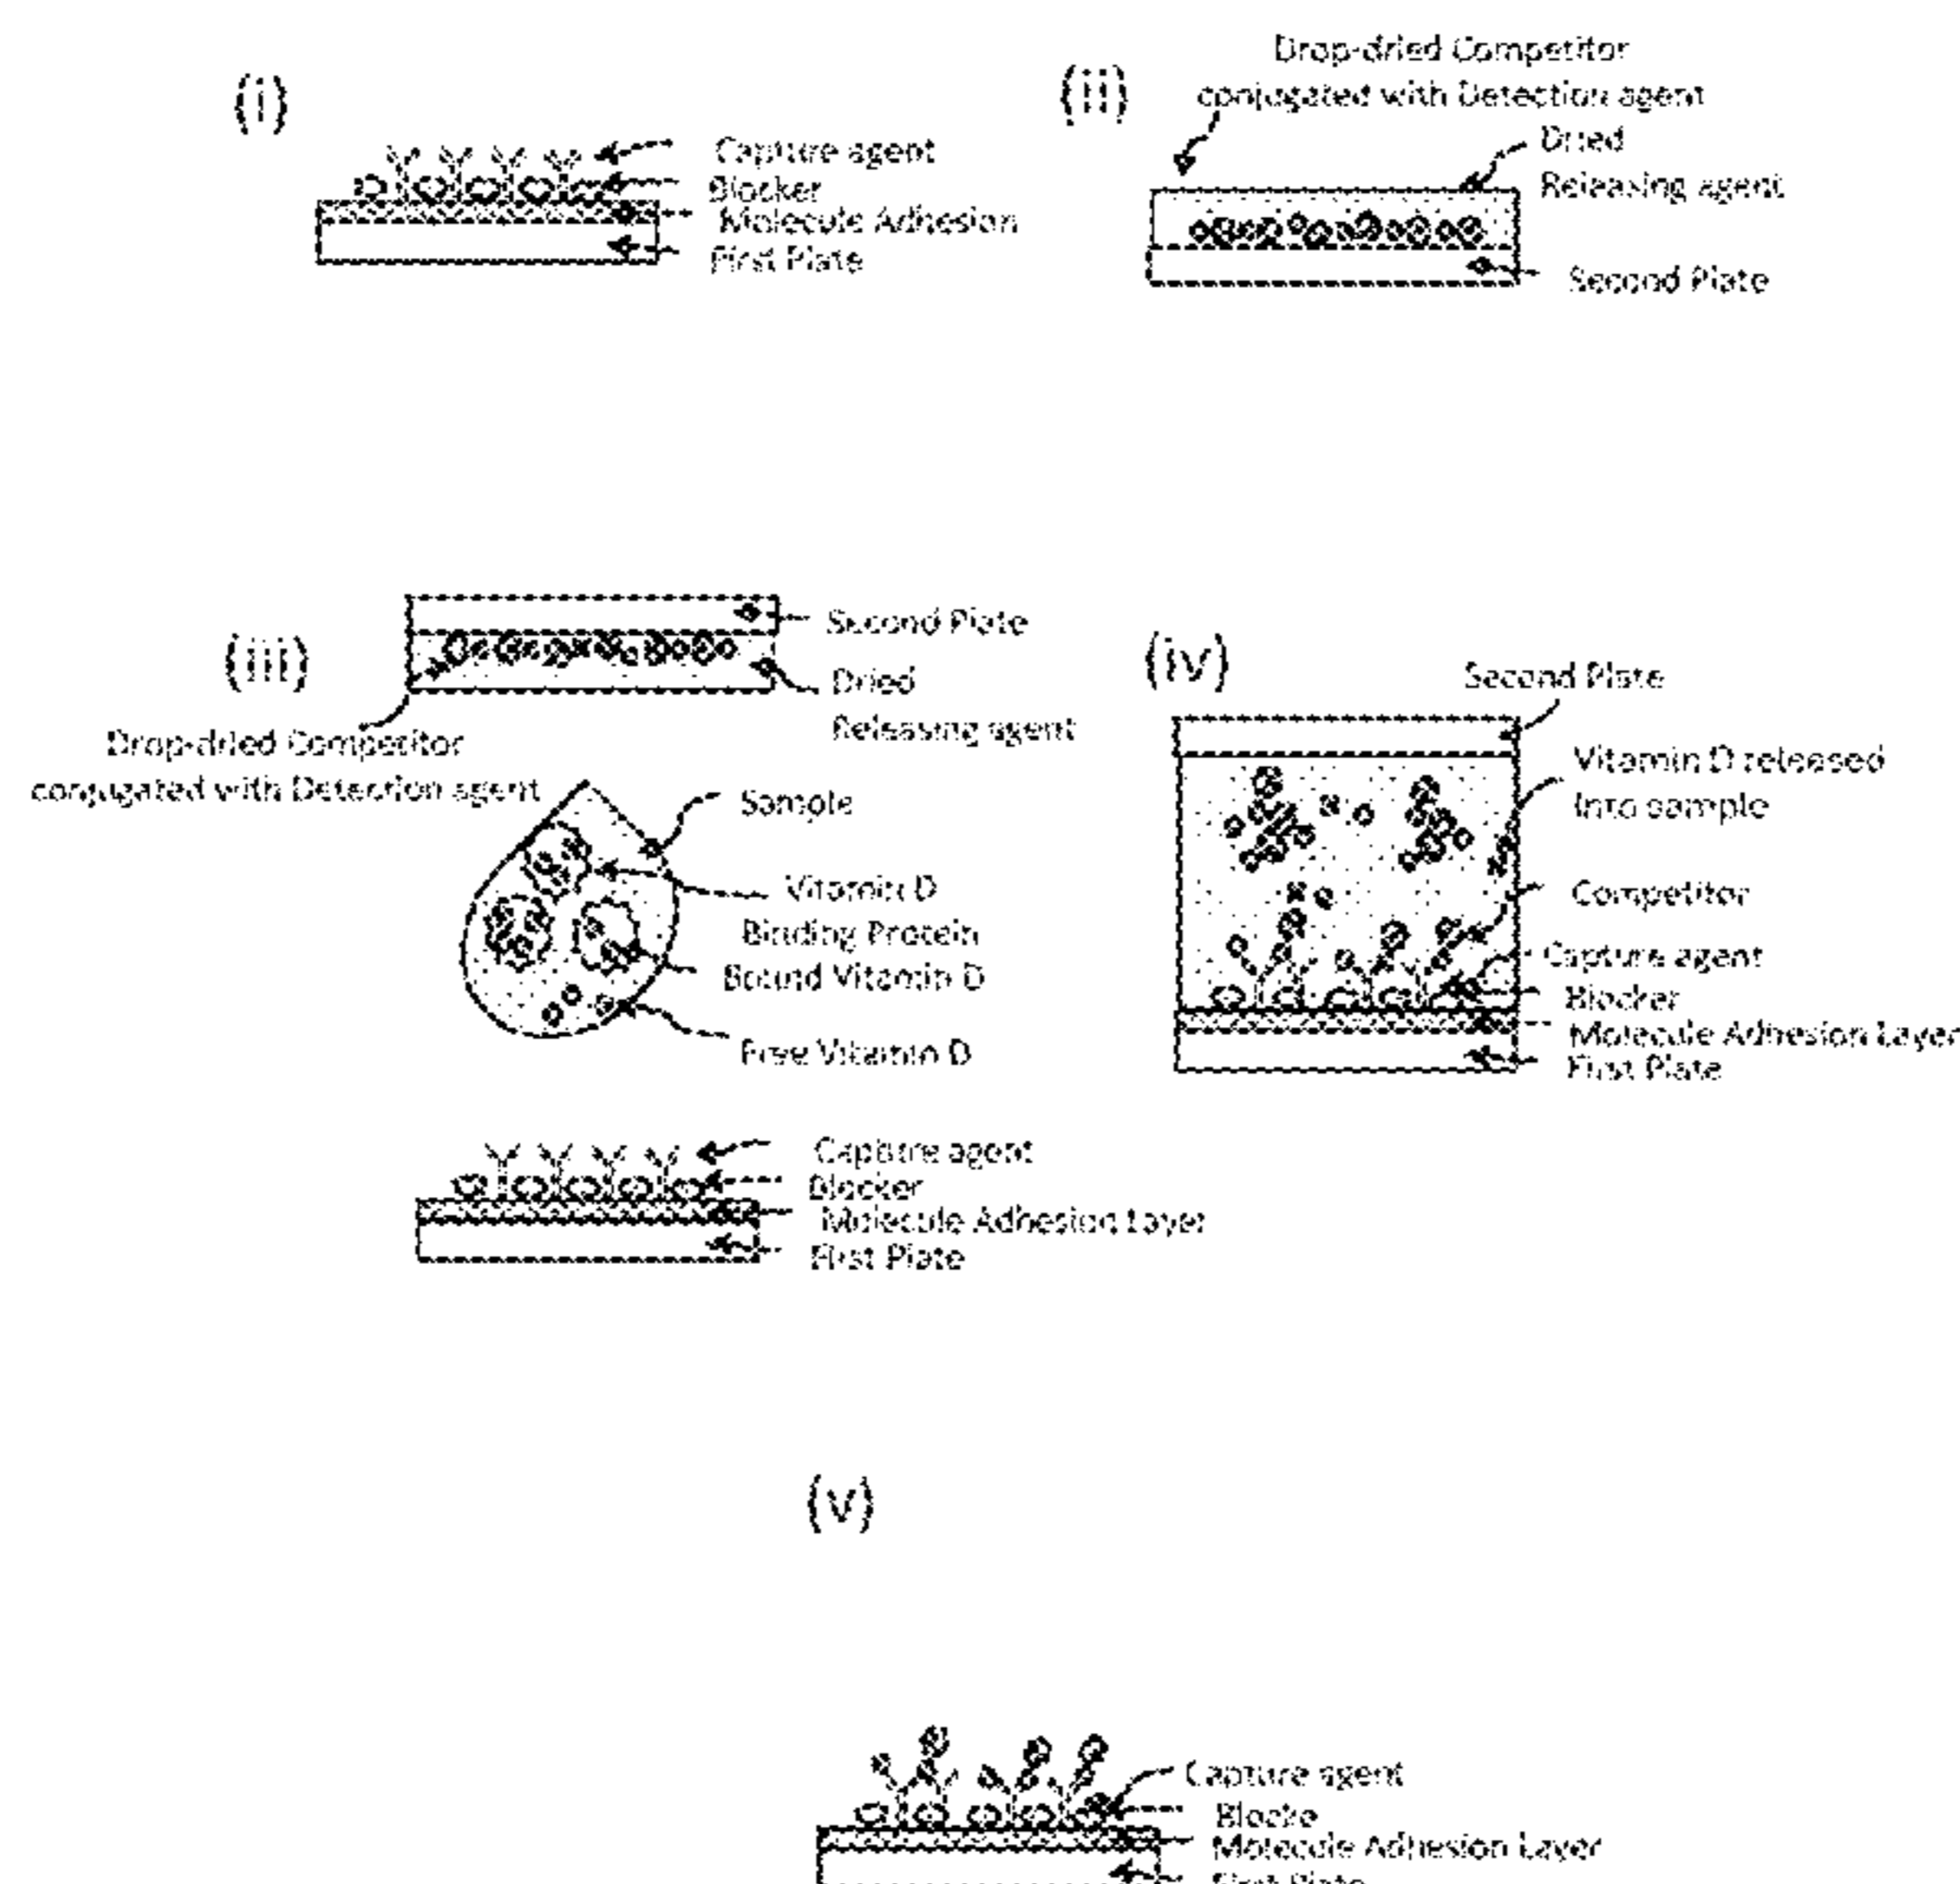 (i)
Capture agent
Blocker
Molecule Adhesion
First Plate
(ii)
Drop-dried Competitor
conjugated with Detection agent
Dried
Releasing agent
Second Plate
(iii)
Second Plate
Dried
Releasing agent
Drop-dried Competitor
conjugated with Detection agent
Sample
Vitamin D
Binding Protein
Bound Vitamin D
Free Vitamin D
Capture agent
Blocker
Molecule Adhesion Layer
First Plate
(iv)
Second Plate
Vitamin D released
into sample
Competitor
Capture agent
Blocker
Molecule Adhesion Layer
First Plate
(v)
Capture agent
Blocke
Molecule Adhesion Layer
First Plate